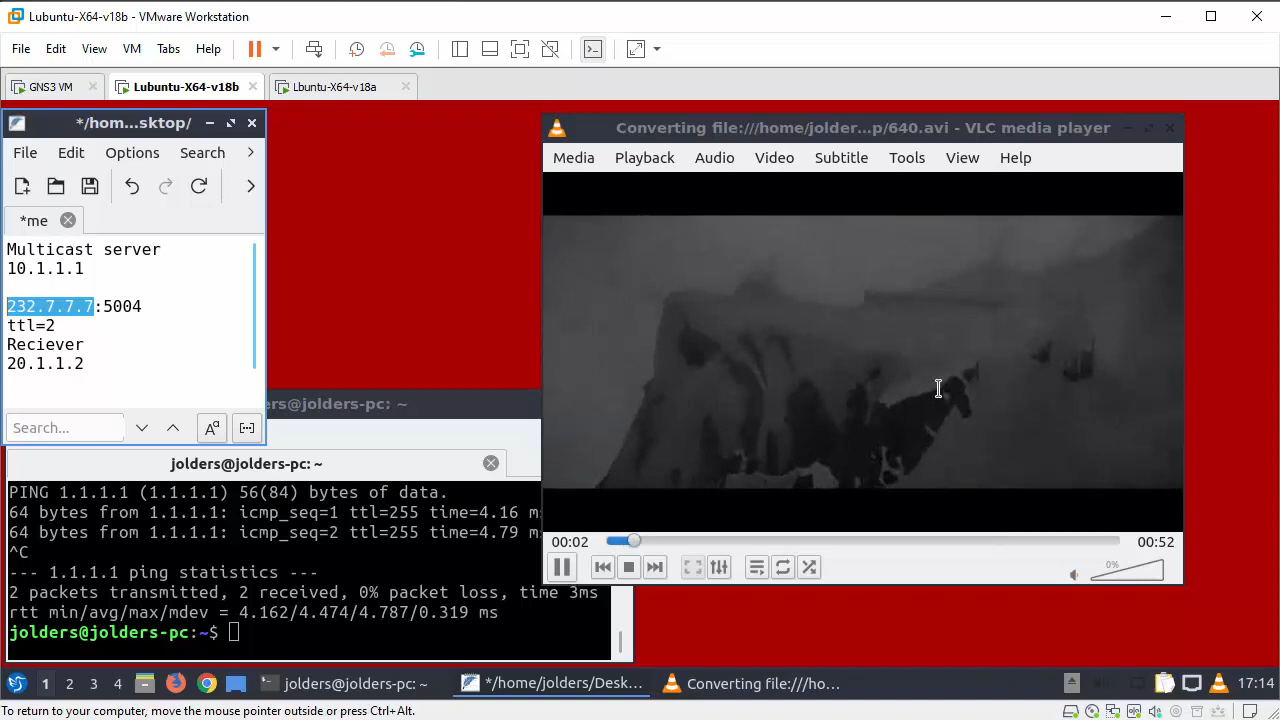 Lubuntu-X64-v18b - VMware Workstation
File Edit View VM Tabs Help
GNS3 VM Lubuntu-X64-v18b Lbuntu-X64-v18a
*/hom...sktop/
File Edit Options Search
*me
Multicast server
10.1.1.1
232.7.7.7:5004
ttl=2
Reciever
20.1.1.2
Search...
Converting file:///home/jolder...p/640.avi - VLC media player
Media Playback Audio Video Subtitle Tools View Help
00:02 00:52
0%
ers@jolders-pc: ~
jolders@jolders-pc: ~
PING 1.1.1.1 (1.1.1.1) 56(84) bytes of data.
64 bytes from 1.1.1.1: icmp_seq=1 ttl=255 time=4.16 m
64 bytes from 1.1.1.1: icmp_seq=2 ttl=255 time=4.79 m
^C
--- 1.1.1.1 ping statistics ---
2 packets transmitted, 2 received, 0% packet loss, time 3ms
rtt min/avg/max/mdev = 4.162/4.474/4.787/0.319 ms
jolders@jolders-pc:~$
1 2 3 4 jolders@jolders-pc: ~ */home/jolders/Desk... Converting file:///ho... 17:14
To return to your computer, move the mouse pointer outside or press Ctrl+Alt.